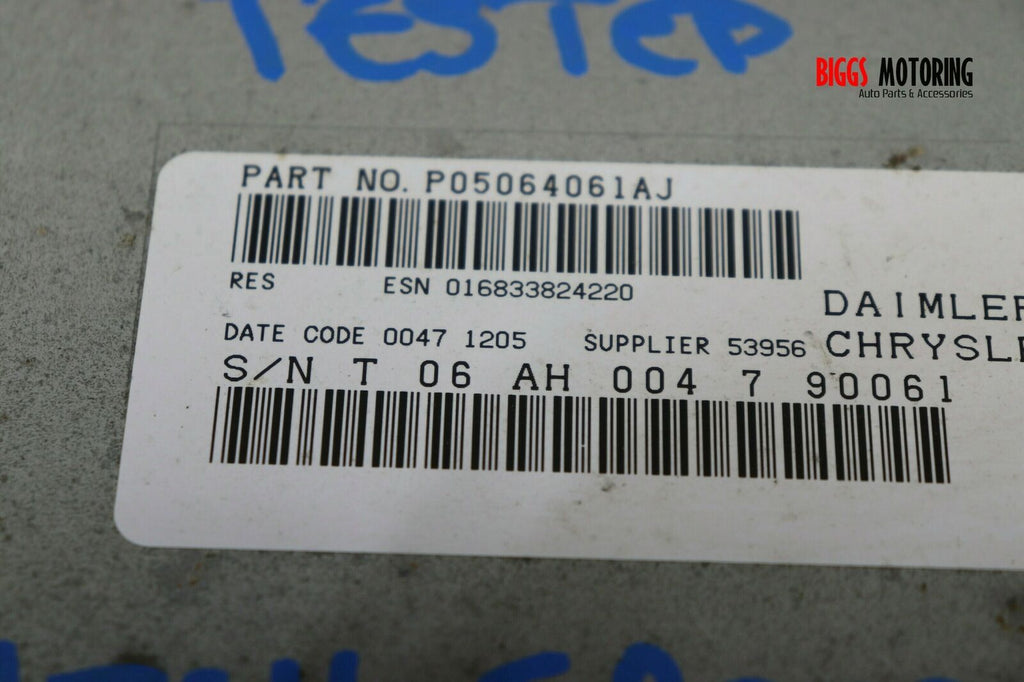 TESTED
BIGGS MOTORING
Auto Parts & Accessories
PART NO. P05064061AJ
RES ESN 016833824220
DAIMLER
DATE CODE 0047 1205 SUPPLIER 53956 CHRYSLE
S/N T 06 AH 004 7 90061